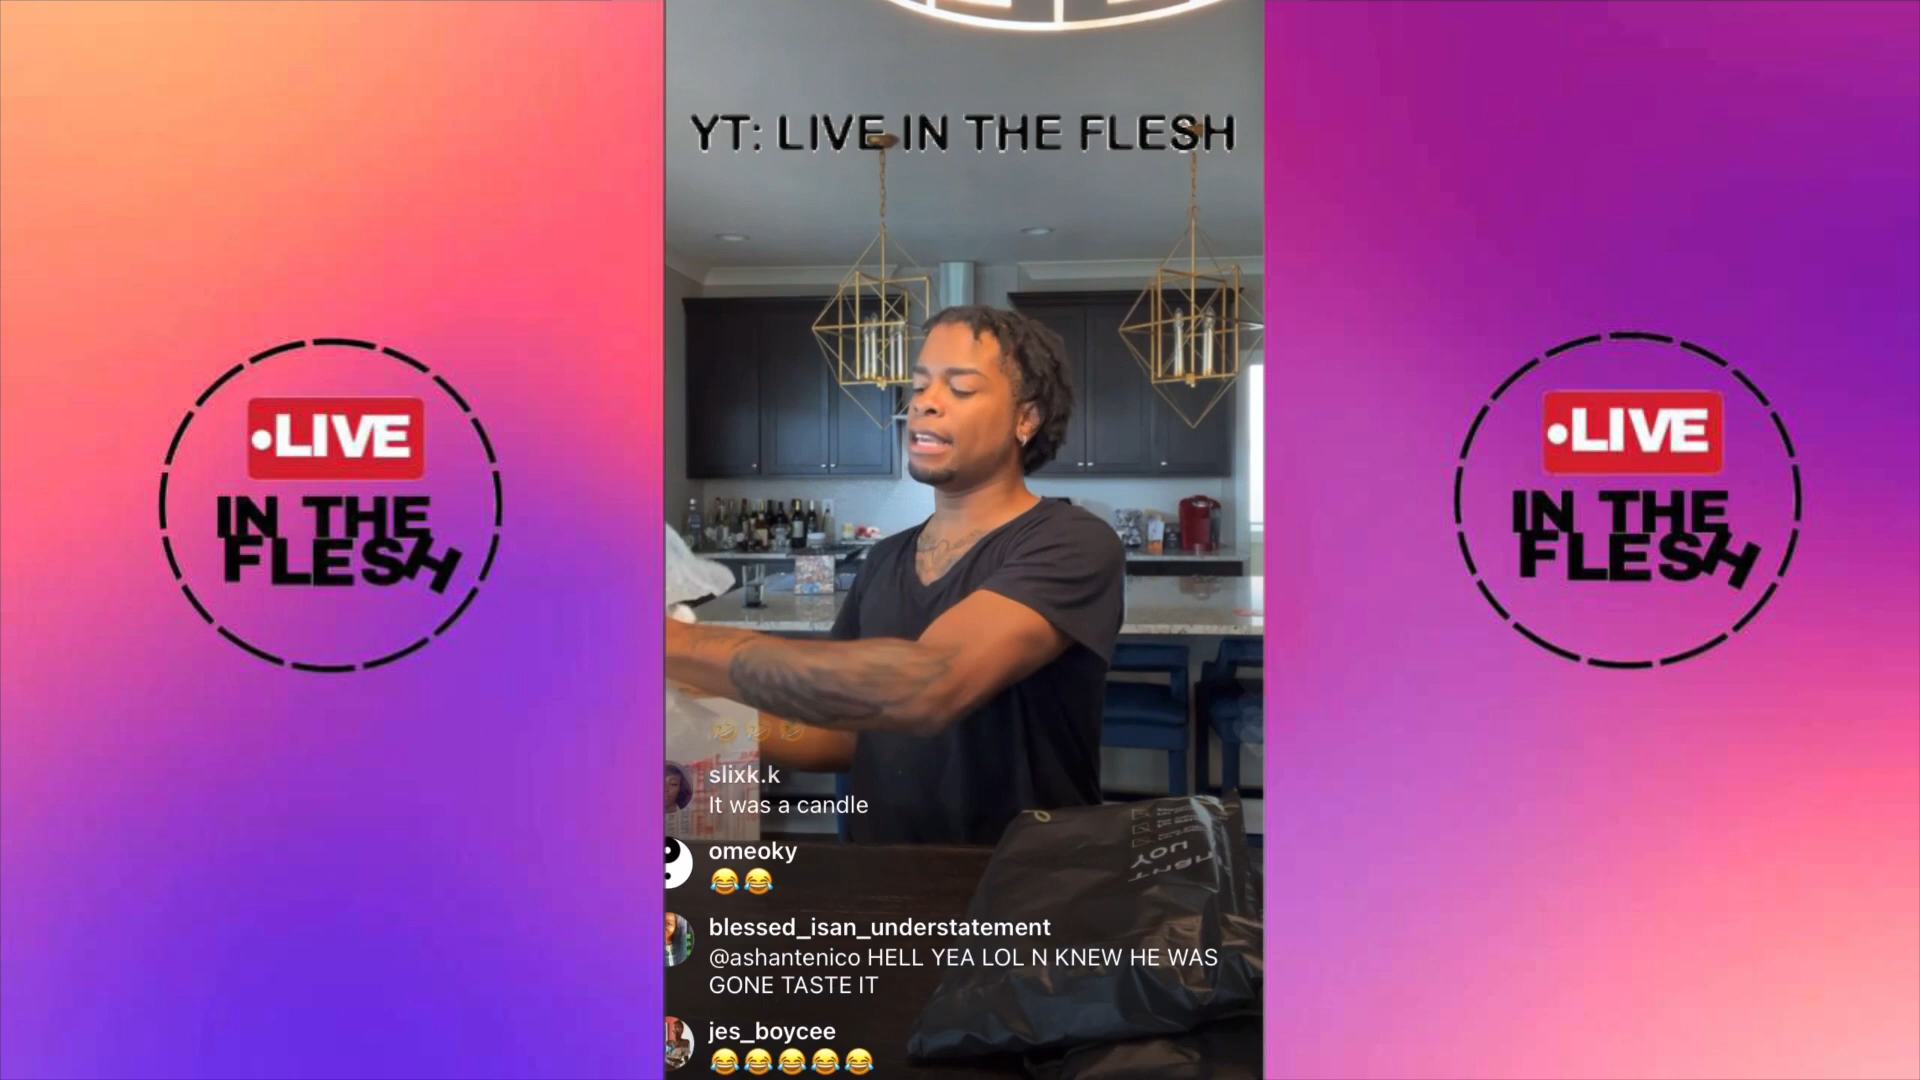 YT: LIVE IN THE FLESH
LIVE
IN THE
FLESH
LIVE
IN THE
FLESH
slixk.k
It was a candle
omeoky
😂😂
blessed_isan_understatement
@ashantenico HELL YEA LOL N KNEW HE WAS
GONE TASTE IT
jes_boycee
😂😂😂😂😂